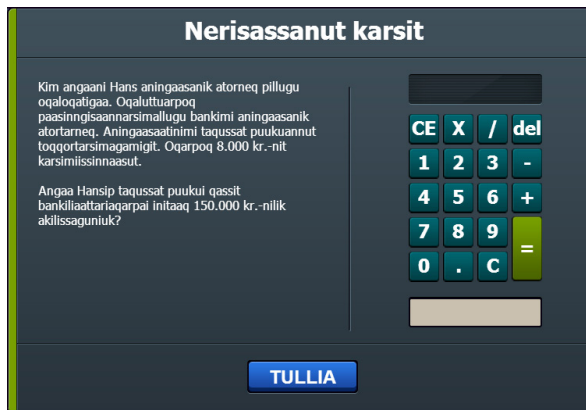 Nerisassanut karsit
Kim angaani Hans aningaasanik atorneq pillugu
oqaloqatigaa. Oqaluttuarpoq
paasinngisaannarsimallugu bankimi aningaasanik
atortarneq. Aningaasaatinimi taqussat puukuannut
toqqortarsimagamigit. Oqarpoq 8.000 kr.-nit
karsimiissinnaasut.
Angaa Hansip taqussat puukui qassit
bankiliaattariaqarpai initaaq 150.000 kr.-nilik
akilissaguniuk?
CE X / del
1 2 3 -
4 5 6 +
7 8 9 =
0 . C
TULLIA